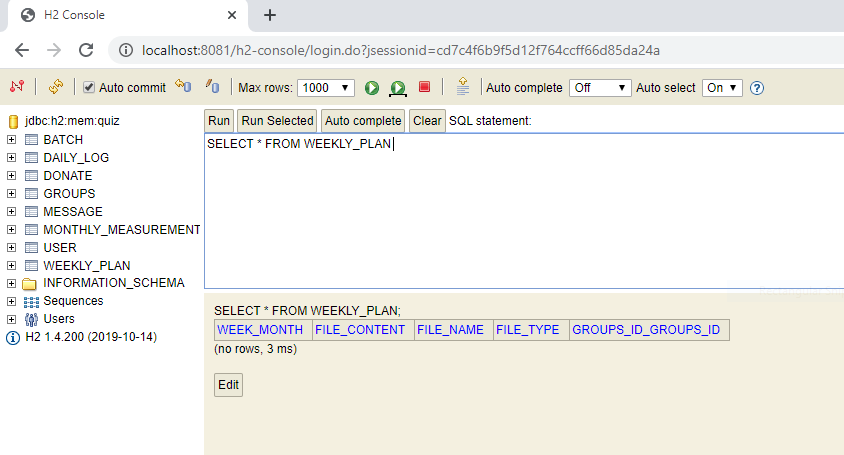 H2 Console
localhost:8081/h2-console/login.do?jsessionid=cd7c4f6b9f5d12f764ccff66d85da24a
Auto commit Max rows: 1000 Auto complete Off Auto select On
jdbc:h2:mem:quiz
BATCH
DAILY_LOG
DONATE
GROUPS
MESSAGE
MONTHLY_MEASUREMENT
USER
WEEKLY_PLAN
INFORMATION_SCHEMA
Sequences
Users
H2 1.4.200 (2019-10-14)
Run Run Selected Auto complete Clear SQL statement:
SELECT * FROM WEEKLY_PLAN
SELECT * FROM WEEKLY_PLAN;
WEEK_MONTH FILE_CONTENT FILE_NAME FILE_TYPE GROUPS_ID_GROUPS_ID
(no rows, 3 ms)
Edit